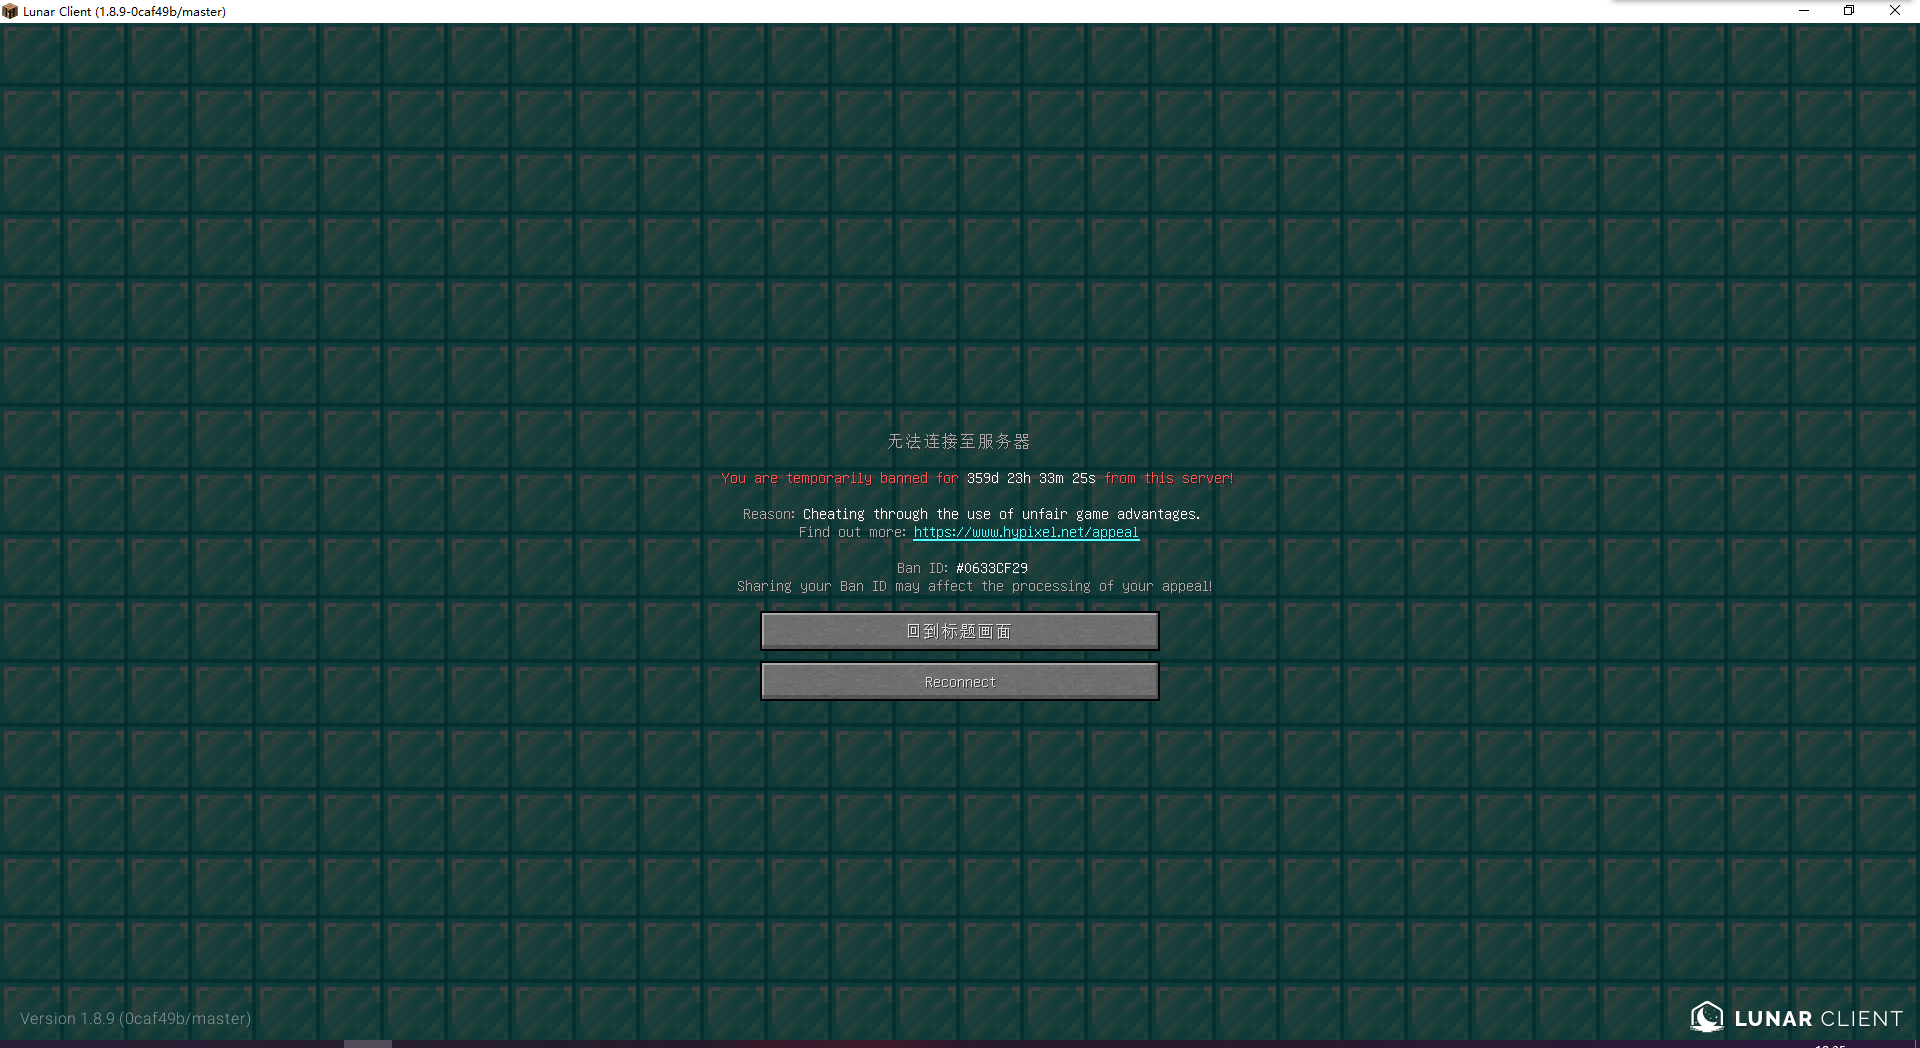 Lunar Client (1.8.9-0caf49b/master)
无法连接至服务器
You are temporarily banned for 359d 23h 33m 25s from this server!
Reason: Cheating through the use of unfair game advantages.
Find out more: https://www.hypixel.net/appeal
Ban ID: #0633CF29
Sharing your Ban ID may affect the processing of your appeal!
回到标题画面
Reconnect
Version 1.8.9 (0caf49b/master)
LUNAR CLIENT